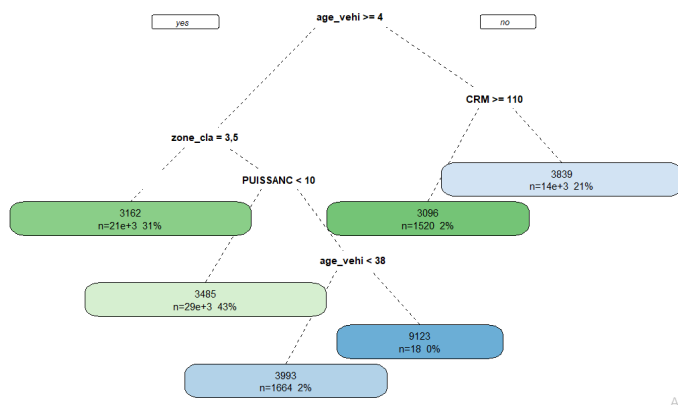 age_vehi >= 4
yes
no
CRM >= 110
zone_cla = 3,5
PUISSANC < 10
3839
n=14e+3 21%
3162
n=21e+3 31%
3096
n=1520 2%
age_vehi < 38
3485
n=29e+3 43%
9123
n=18 0%
3993
n=1664 2%
A